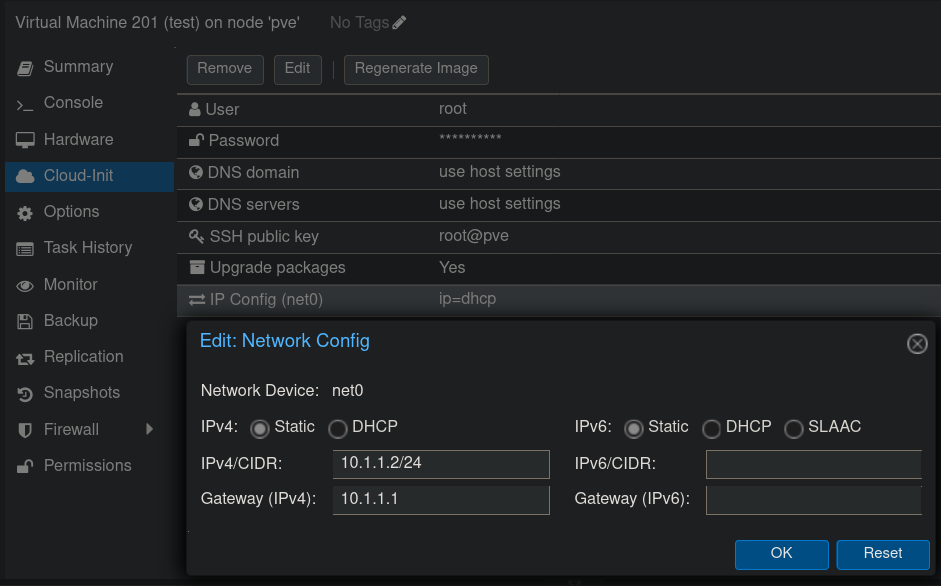 Virtual Machine 201 (test) on node 'pve' No Tags
Summary
Console
Hardware
Cloud-Init
Options
Task History
Monitor
Backup
Replication
Snapshots
Firewall
Permissions
Remove Edit Regenerate Image
User root
Password **********
DNS domain use host settings
DNS servers use host settings
SSH public key root@pve
Upgrade packages Yes
IP Config (net0) ip=dhcp
Edit: Network Config
Network Device: net0
IPv4: Static DHCP
IPv4/CIDR: 10.1.1.2/24
Gateway (IPv4): 10.1.1.1
IPv6: Static DHCP SLAAC
IPv6/CIDR:
Gateway (IPv6):
OK Reset